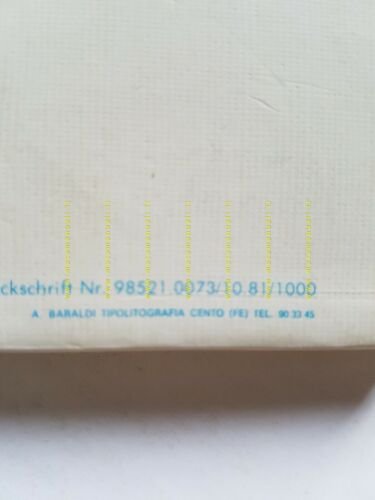 ckschrift Nr. 98521.0073/10.81/1000
A. BARALDI TIPOLITOGRAFIA CENTO (FE) TEL. 90 33 45